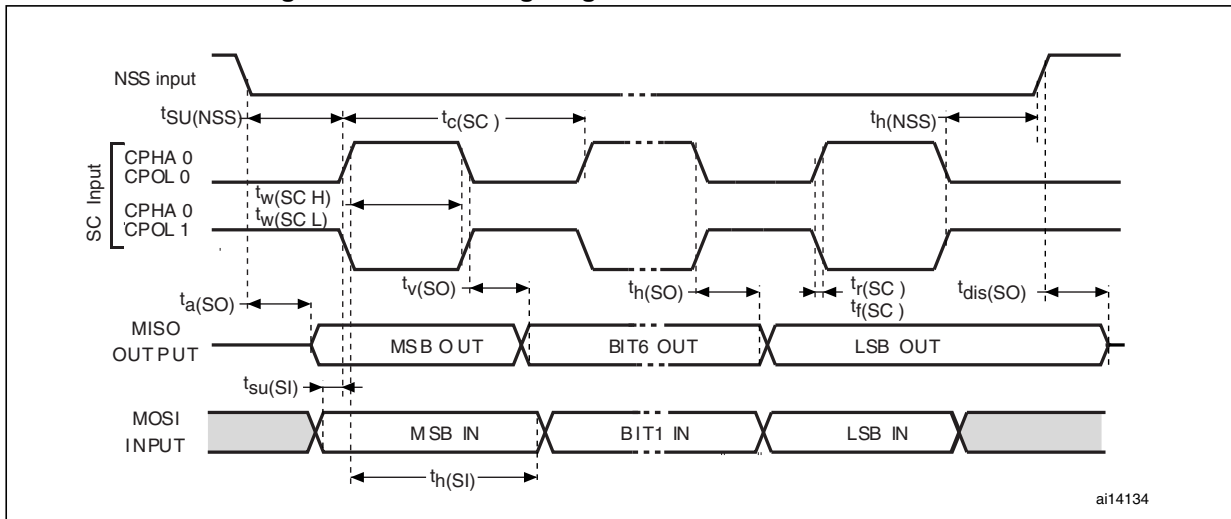 NSS input
tSU(NSS)
tc(SC )
th(NSS)
SC Input
CPHA 0
CPOL 0
tw(SC H)
CPHA 0
tw(SC L)
CPOL 1
ta(SO)
tv(SO)
th(SO)
tr(SC )
tf(SC )
tdis(SO)
MISO
OUTPUT
MSB OUT
BIT6 OUT
LSB OUT
tsu(SI)
MOSI
INPUT
MSB IN
BIT1 IN
LSB IN
th(SI)
ai14134